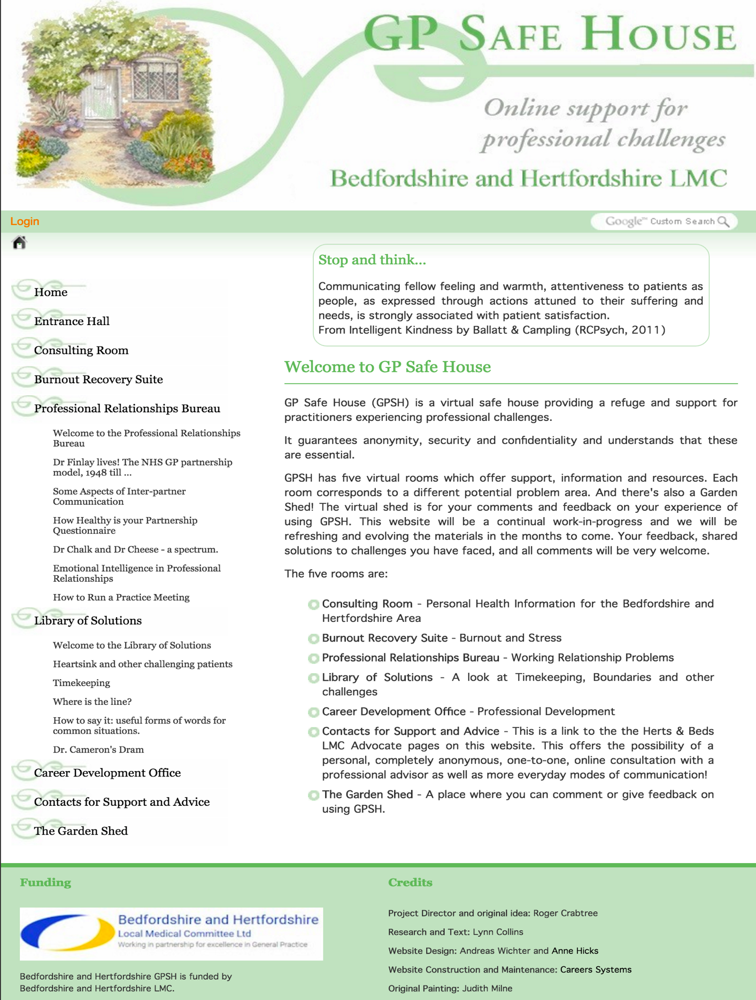 GP SAFE HOUSE
Online support for
professional challenges
Bedfordshire and Hertfordshire LMC
Login
Google™ Custom Search
Home
Entrance Hall
Consulting Room
Burnout Recovery Suite
Professional Relationships Bureau
Welcome to the Professional Relationships
Bureau
Dr Finlay lives! The NHS GP partnership
model, 1948 till ...
Some Aspects of Inter-partner
Communication
How Healthy is your Partnership
Questionnaire
Dr Chalk and Dr Cheese - a spectrum.
Emotional Intelligence in Professional
Relationships
How to Run a Practice Meeting
Library of Solutions
Welcome to the Library of Solutions
Heartsink and other challenging patients
Timekeeping
Where is the line?
How to say it: useful forms of words for
common situations.
Dr. Cameron's Dram
Career Development Office
Contacts for Support and Advice
The Garden Shed
Stop and think...
Communicating fellow feeling and warmth, attentiveness to patients as
people, as expressed through actions attuned to their suffering and
needs, is strongly associated with patient satisfaction.
From Intelligent Kindness by Ballatt & Campling (RCPsych, 2011)
Welcome to GP Safe House
GP Safe House (GPSH) is a virtual safe house providing a refuge and support for
practitioners experiencing professional challenges.
It guarantees anonymity, security and confidentiality and understands that these
are essential.
GPSH has five virtual rooms which offer support, information and resources. Each
room corresponds to a different potential problem area. And there's also a Garden
Shed! The virtual shed is for your comments and feedback on your experience of
using GPSH. This website will be a continual work-in-progress and we will be
refreshing and evolving the materials in the months to come. Your feedback, shared
solutions to challenges you have faced, and all comments will be very welcome.
The five rooms are:
Consulting Room - Personal Health Information for the Bedfordshire and
Hertfordshire Area
Burnout Recovery Suite - Burnout and Stress
Professional Relationships Bureau - Working Relationship Problems
Library of Solutions - A look at Timekeeping, Boundaries and other
challenges
Career Development Office - Professional Development
Contacts for Support and Advice - This is a link to the the Herts & Beds
LMC Advocate pages on this website. This offers the possibility of a
personal, completely anonymous, one-to-one, online consultation with a
professional advisor as well as more everyday modes of communication!
The Garden Shed - A place where you can comment or give feedback on
using GPSH.
Funding
Bedfordshire and Hertfordshire
Local Medical Committee Ltd
Working in partnership for excellence in General Practice
Bedfordshire and Hertfordshire GPSH is funded by
Bedfordshire and Hertfordshire LMC.
Credits
Project Director and original idea: Roger Crabtree
Research and Text: Lynn Collins
Website Design: Andreas Wichter and Anne Hicks
Website Construction and Maintenance: Careers Systems
Original Painting: Judith Milne